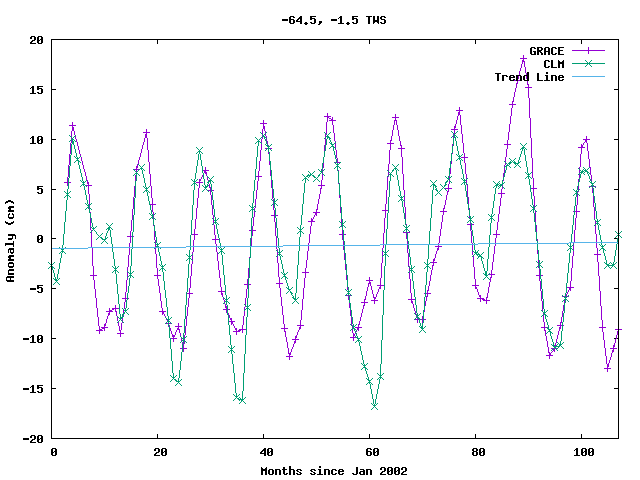 -64.5, -1.5 TWS
GRACE
CLM
Trend Line
Anomaly (cm)
20
15
10
5
0
-5
-10
-15
-20
0 20 40 60 80 100
Months since Jan 2002